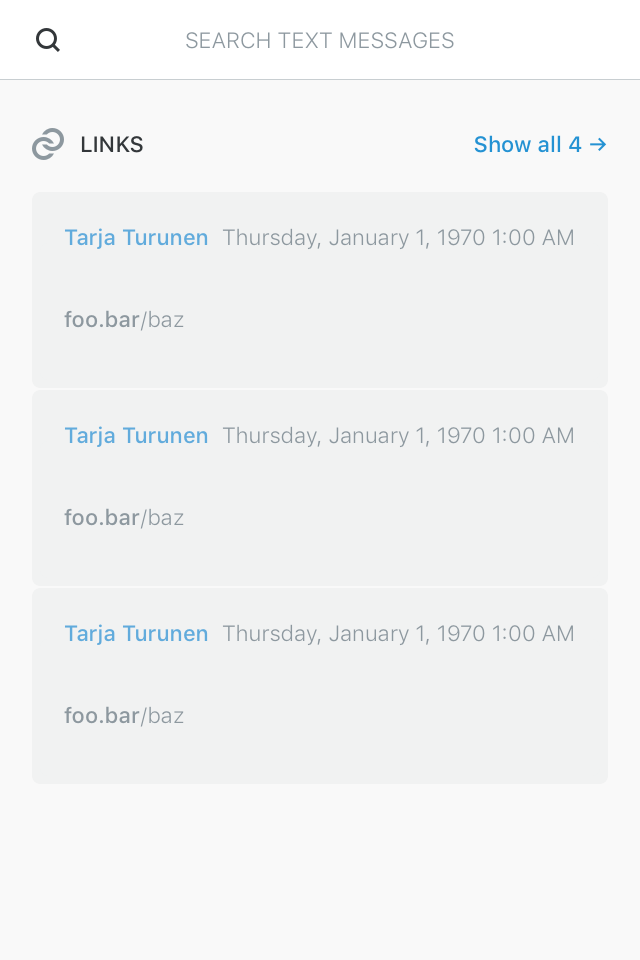 SEARCH TEXT MESSAGES
LINKS Show all 4 →
Tarja Turunen Thursday, January 1, 1970 1:00 AM
foo.bar/baz
Tarja Turunen Thursday, January 1, 1970 1:00 AM
foo.bar/baz
Tarja Turunen Thursday, January 1, 1970 1:00 AM
foo.bar/baz